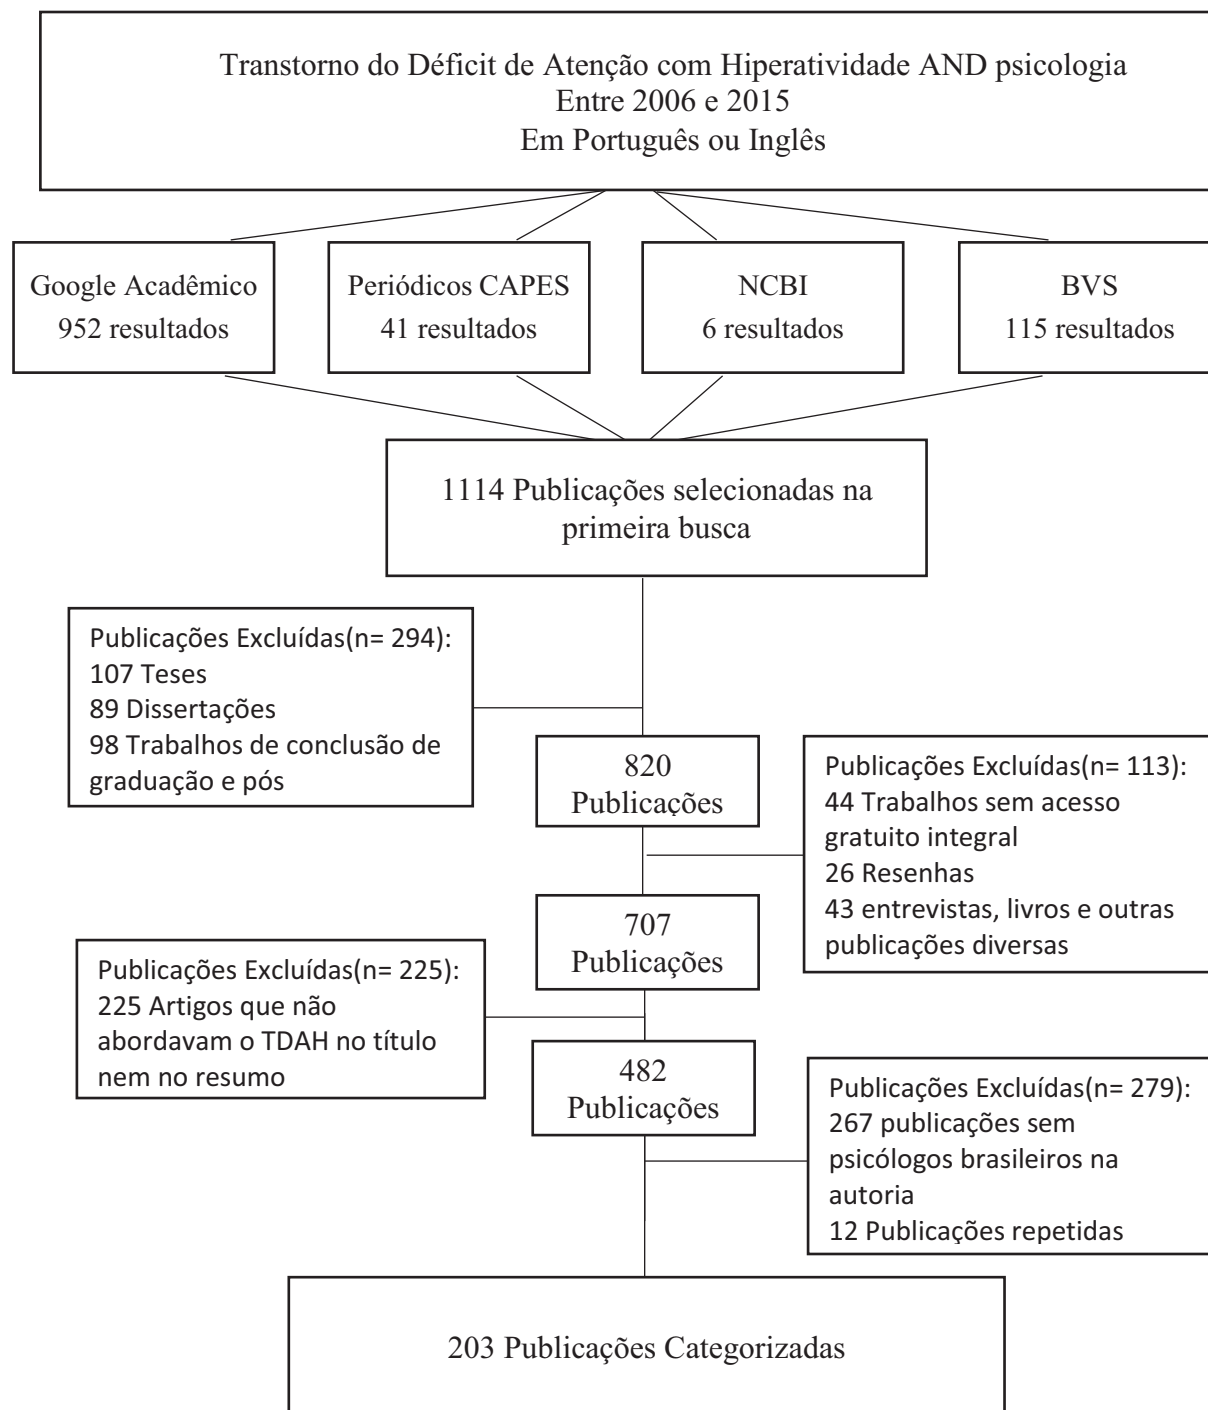 Transtorno do Déficit de Atenção com Hiperatividade AND psicologia
Entre 2006 e 2015
Em Português ou Inglês
Google Acadêmico
952 resultados
Periódicos CAPES
41 resultados
NCBI
6 resultados
BVS
115 resultados
1114 Publicações selecionadas na
primeira busca
Publicações Excluídas(n= 294):
107 Teses
89 Dissertações
98 Trabalhos de conclusão de
graduação e pós
820
Publicações
Publicações Excluídas(n= 113):
44 Trabalhos sem acesso
gratuito integral
26 Resenhas
43 entrevistas, livros e outras
publicações diversas
707
Publicações
Publicações Excluídas(n= 225):
225 Artigos que não
abordavam o TDAH no título
nem no resumo
482
Publicações
Publicações Excluídas(n= 279):
267 publicações sem
psicólogos brasileiros na
autoria
12 Publicações repetidas
203 Publicações Categorizadas